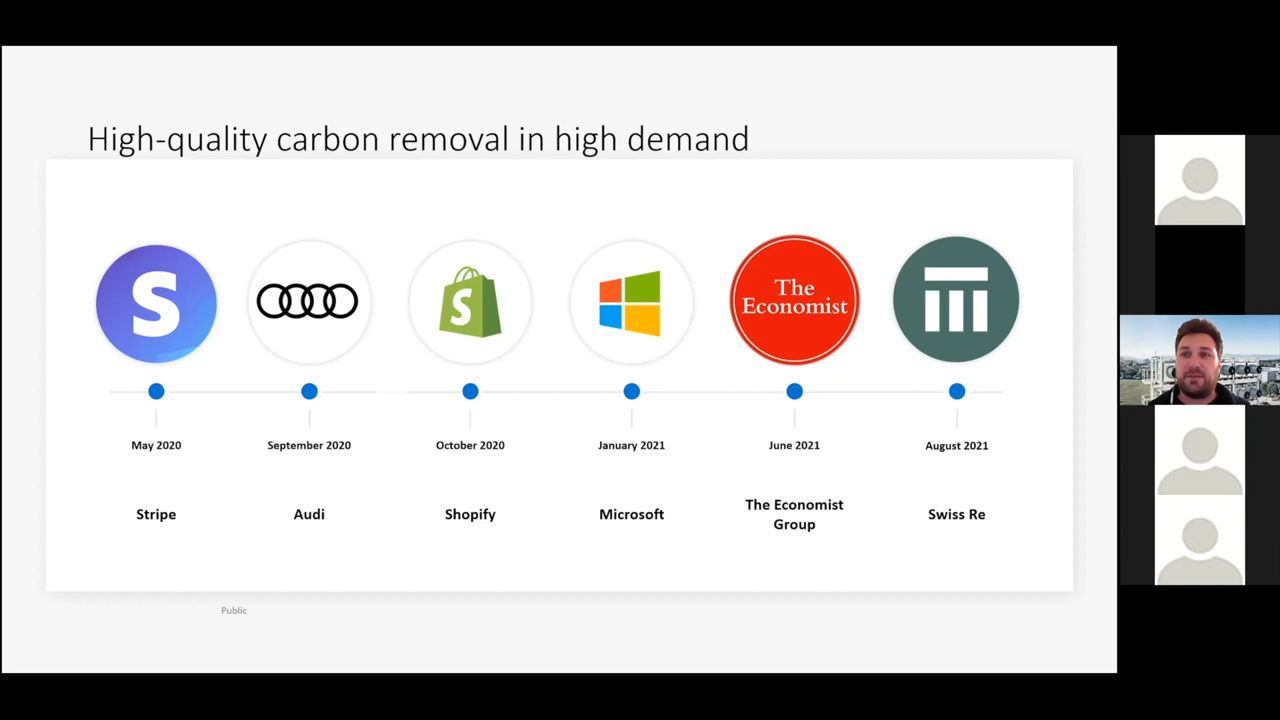 High-quality carbon removal in high demand
S
S
The
Economist
May 2020
September 2020
October 2020
January 2021
June 2021
August 2021
Stripe
Audi
Shopify
Microsoft
The Economist
Group
Swiss Re
Public